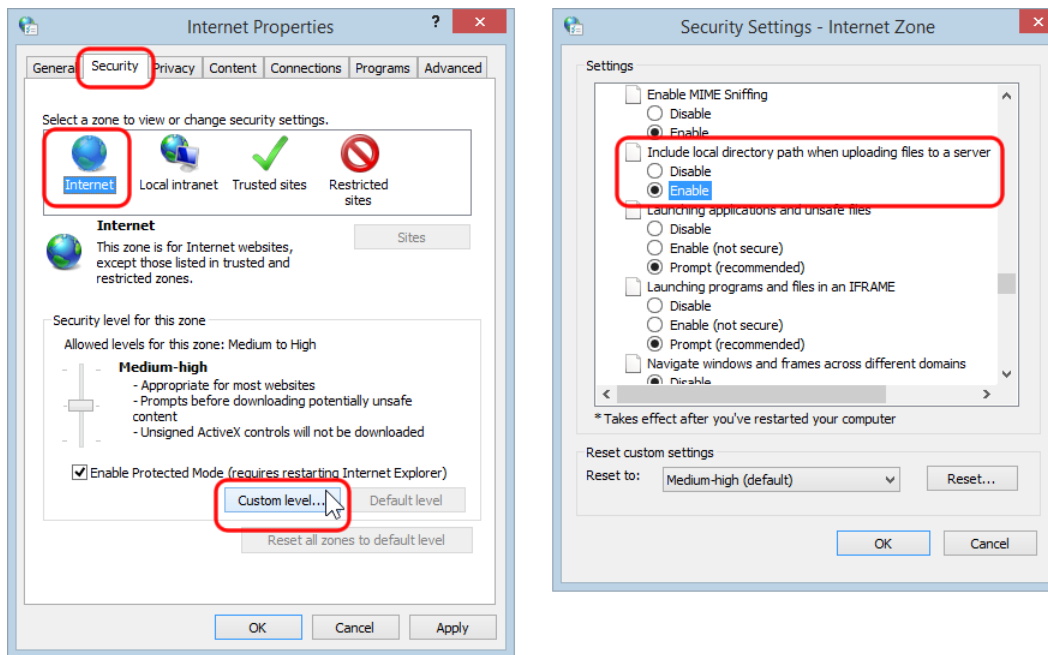 Internet Properties
?
General Security Privacy Content Connections Programs Advanced
Select a zone to view or change security settings.
Internet Local intranet Trusted sites Restricted
sites
Internet
This zone is for Internet websites,
except those listed in trusted and
restricted zones.
Sites
Security level for this zone
Allowed levels for this zone: Medium to High
Medium-high
- Appropriate for most websites
- Prompts before downloading potentially unsafe
content
- Unsigned ActiveX controls will not be downloaded
Enable Protected Mode (requires restarting Internet Explorer)
Custom level... Default level
Reset all zones to default level
OK Cancel Apply
Security Settings - Internet Zone
Settings
Enable MIME Sniffing
Disable
Enable
Include local directory path when uploading files to a server
Disable
Enable
Launching applications and unsafe files
Disable
Enable (not secure)
Prompt (recommended)
Launching programs and files in an IFRAME
Disable
Enable (not secure)
Prompt (recommended)
Navigate windows and frames across different domains
Disable
*Takes effect after you've restarted your computer
Reset custom settings
Reset to: Medium-high (default) Reset...
OK Cancel